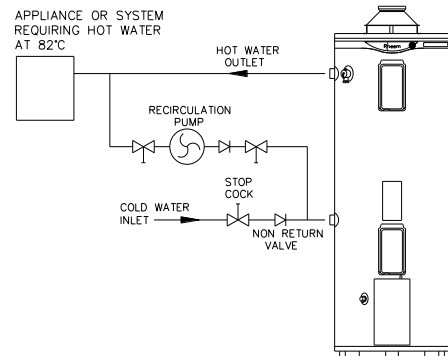 APPLIANCE OR SYSTEM
REQUIRING HOT WATER
AT 82°C
HOT WATER
OUTLET
Rheem
RECIRCULATION
PUMP
STOP
COCK
COLD WATER
INLET
NON RETURN
VALVE